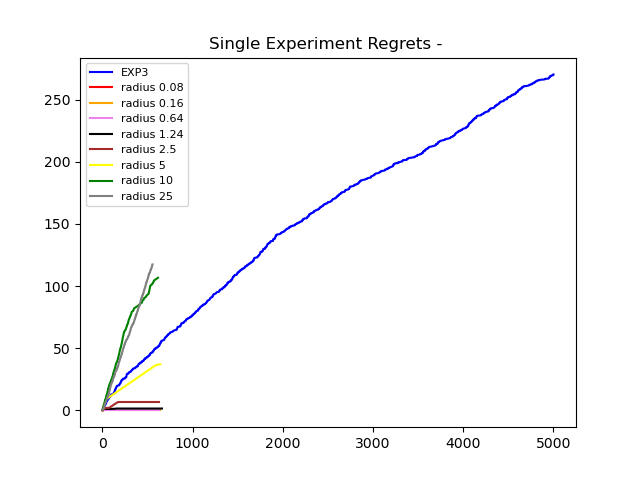 Single Experiment Regrets -
EXP3
radius 0.08
radius 0.16
radius 0.64
radius 1.24
radius 2.5
radius 5
radius 10
radius 25
250
200
150
100
50
0
0 1000 2000 3000 4000 5000